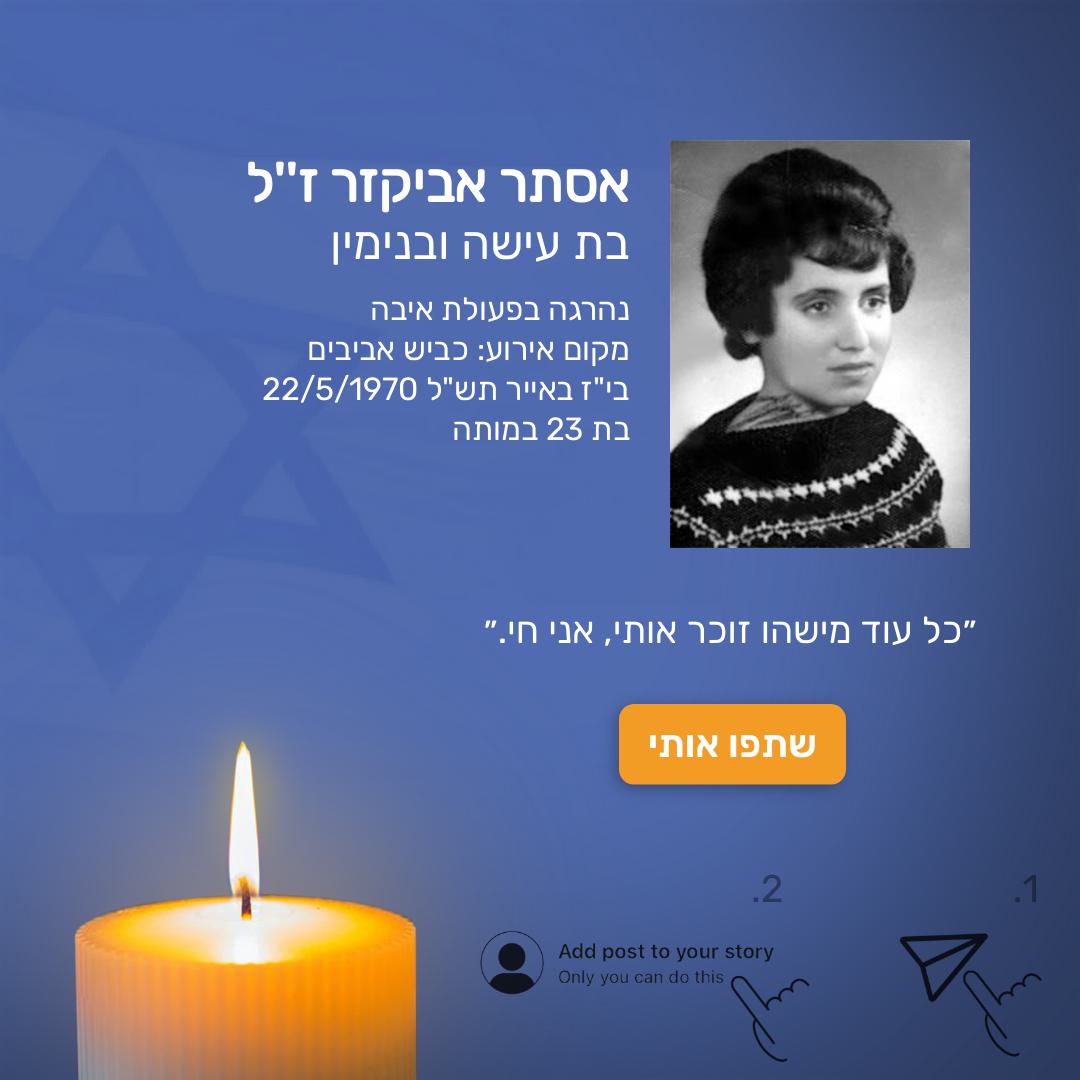 אסתר אביקזר ז"ל
בת עישה ובנימין
נהרגה בפעולת איבה
מקום אירוע: כביש אביבים
בי"ז באייר תש"ל 22/5/1970
בת 23 במותה
״כל עוד מישהו זוכר אותי, אני חי.״
שתפו אותי
1.
2.
Add post to your story
Only you can do this